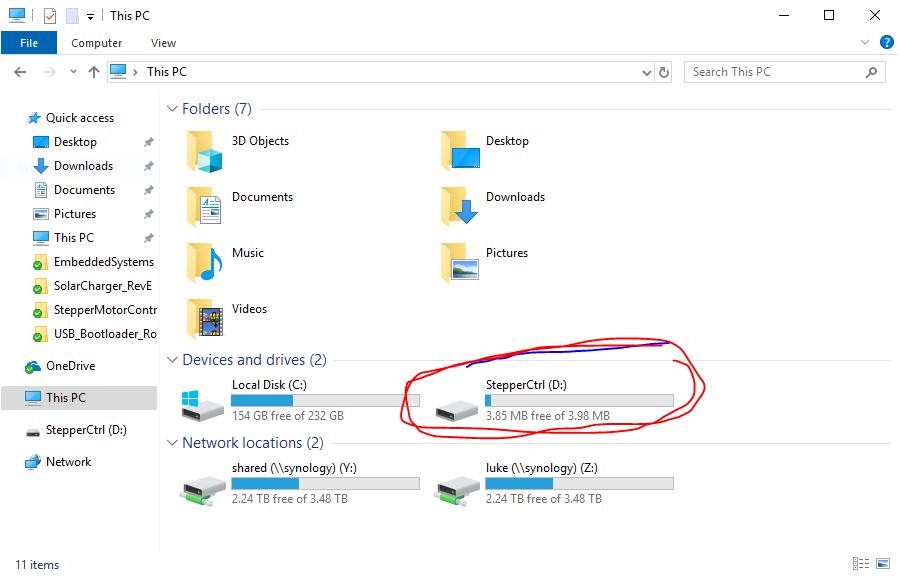 This PC
File Computer View
This PC
Search This PC
Quick access
Desktop
Downloads
Documents
Pictures
This PC
EmbeddedSystems
SolarCharger_RevE
StepperMotorContr
USB_Bootloader_Ro
OneDrive
This PC
StepperCtrl (D:)
Network
Folders (7)
3D Objects
Desktop
Documents
Downloads
Music
Pictures
Videos
Devices and drives (2)
Local Disk (C:)
154 GB free of 232 GB
StepperCtrl (D:)
3.85 MB free of 3.98 MB
Network locations (2)
shared (\\synology) (Y:)
2.24 TB free of 3.48 TB
luke (\\synology) (Z:)
2.24 TB free of 3.48 TB
11 items